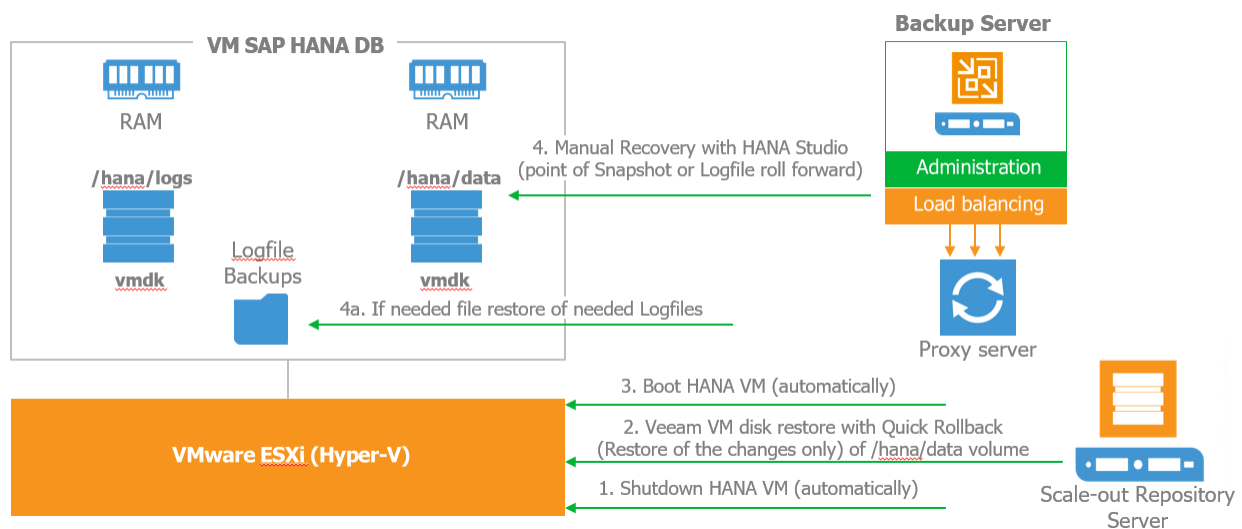 VM SAP HANA DB
RAM
RAM
/hana/logs
/hana/data
vmdk
vmdk
Logfile
Backups
4. Manual Recovery with HANA Studio
(point of Snapshot or Logfile roll forward)
4a. If needed file restore of needed Logfiles
Backup Server
Administration
Load balancing
Proxy server
3. Boot HANA VM (automatically)
2. Veeam VM disk restore with Quick Rollback
(Restore of the changes only) of /hana/data volume
1. Shutdown HANA VM (automatically)
VMware ESXi (Hyper-V)
Scale-out Repository
Server